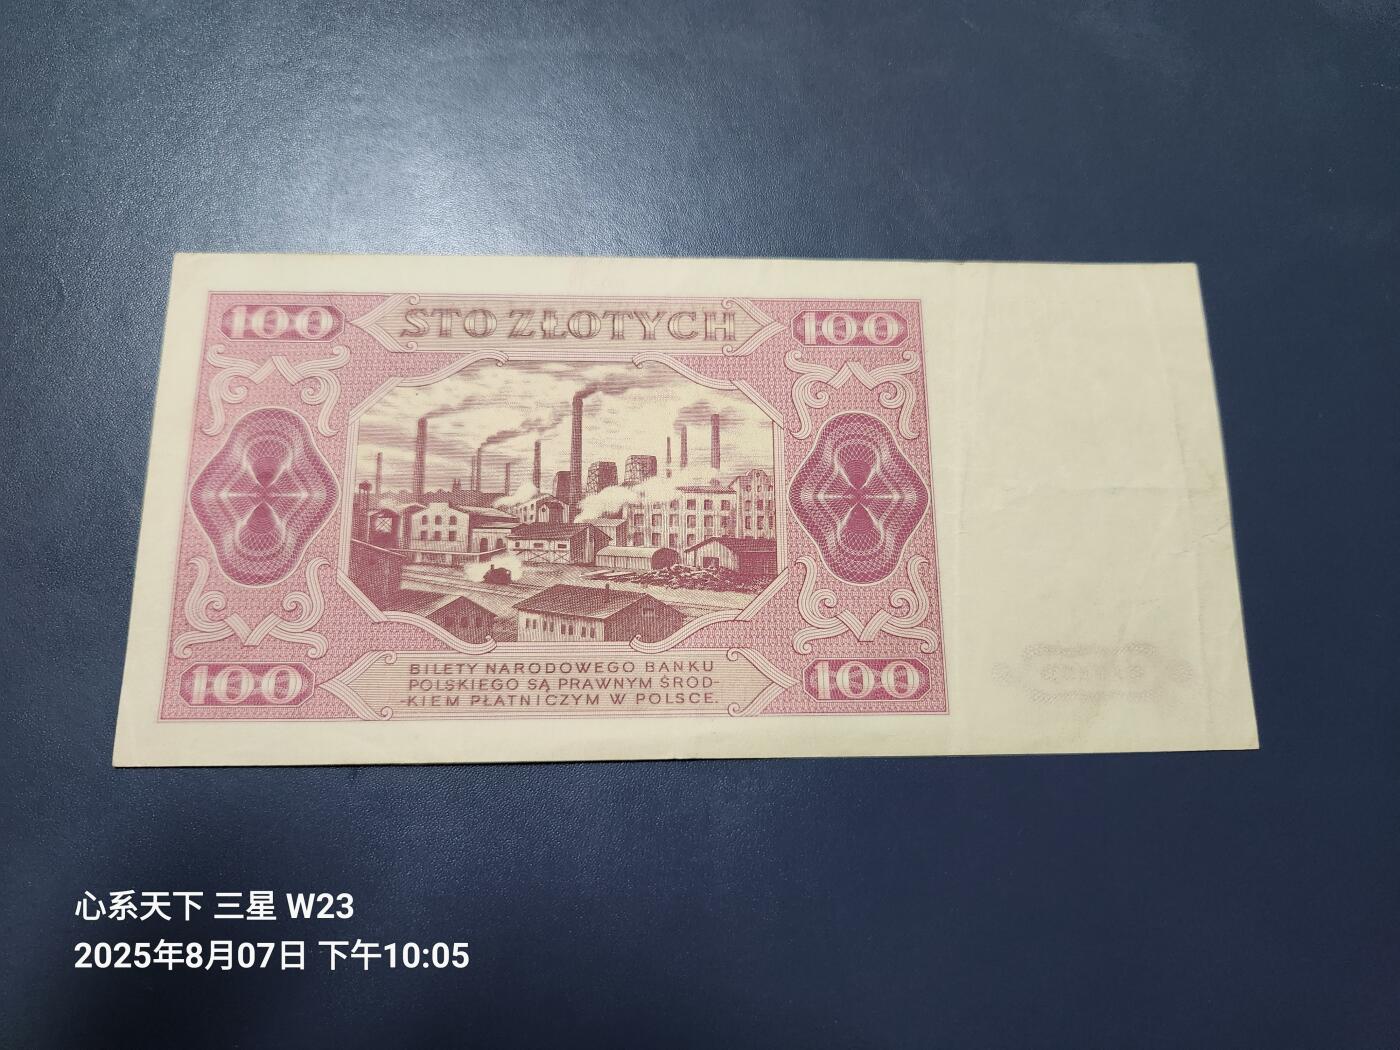 100 STO ZŁOTYCH 100
100 BILETY NARODOWEGO BANKU 100
POLSKIEGO SĄ PRAWNYM ŚROD-
-KIEM PŁATNICZYM W POLSCE.
心系天下 三星 W23
2025年8月07日 下午10:05